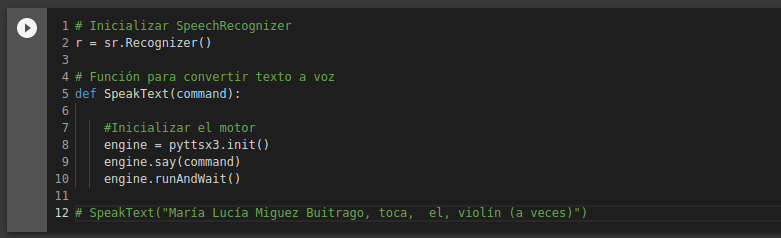 1 # Inicializar SpeechRecognizer
2 r = sr.Recognizer()
3
4 # Función para convertir texto a voz
5 def SpeakText(command):
6
7     #Inicializar el motor
8     engine = pyttsx3.init()
9     engine.say(command)
10     engine.runAndWait()
11
12 # SpeakText("María Lucía Miguez Buitrago, toca,  el, violín (a veces)")